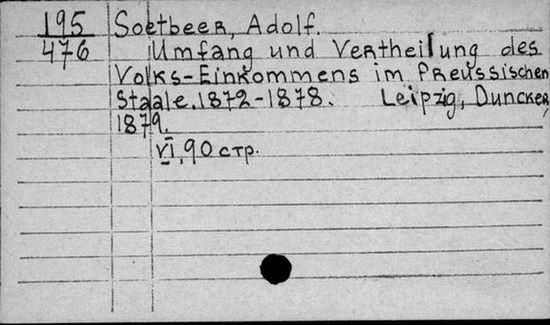 195 Soetbeer, Adolf.
476 Umfang und Vertheilung des
Volks-Einkommens im Preussischen
Staale. 1872-1878. Leipzig, Duncker,
1879.
VI, 90 стр.